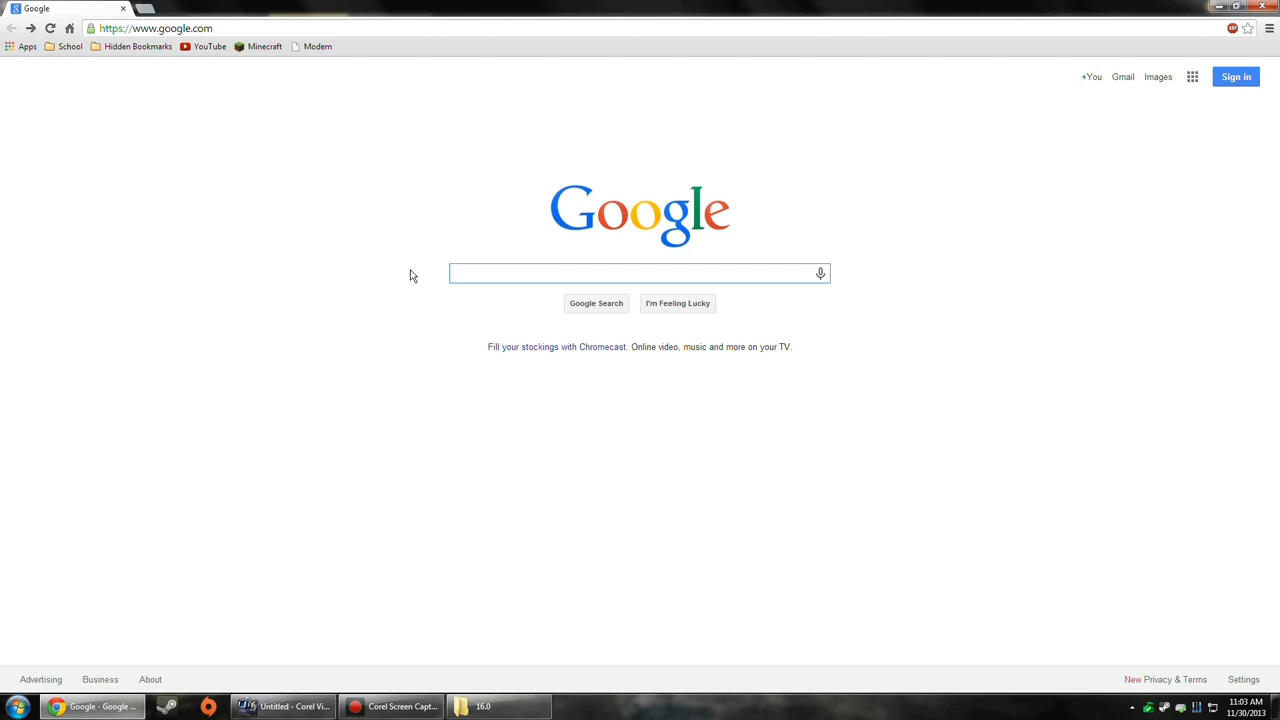 Google
https://www.google.com
Apps School Hidden Bookmarks YouTube Minecraft Modem
+You Gmail Images Sign in
Google
Google Search I'm Feeling Lucky
Fill your stockings with Chromecast. Online video, music and more on your TV.
Advertising Business About New Privacy & Terms Settings
Google - Google ... Untitled - Corel Vi... Corel Screen Capt... 16.0 11:03 AM
11/30/2013